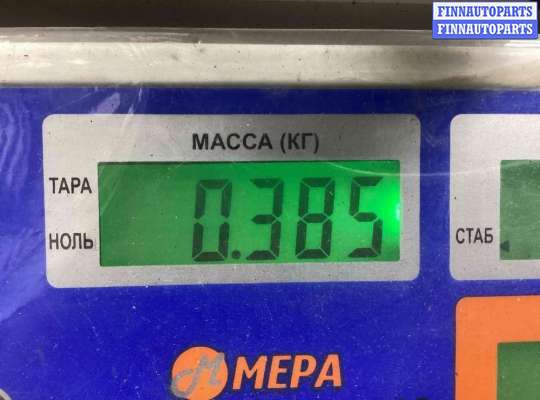 FINNAUTOPARTS
FINNAUTOPARTS
МАССА (КГ)
ТАРА
0.385
НОЛЬ
СТАБ
МЕРА